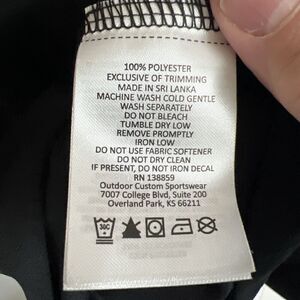 100% POLYESTER
EXCLUSIVE OF TRIMMING
MADE IN SRI LANKA
MACHINE WASH COLD GENTLE
WASH SEPARATELY
DO NOT BLEACH
TUMBLE DRY LOW
REMOVE PROMPTLY
IRON LOW
DO NOT USE FABRIC SOFTENER
DO NOT DRY CLEAN
IF PRESENT, DO NOT IRON DECAL
RN 138859
Outdoor Custom Sportswear
7007 College Blvd, Suite 200
Overland Park, KS 66211
30C